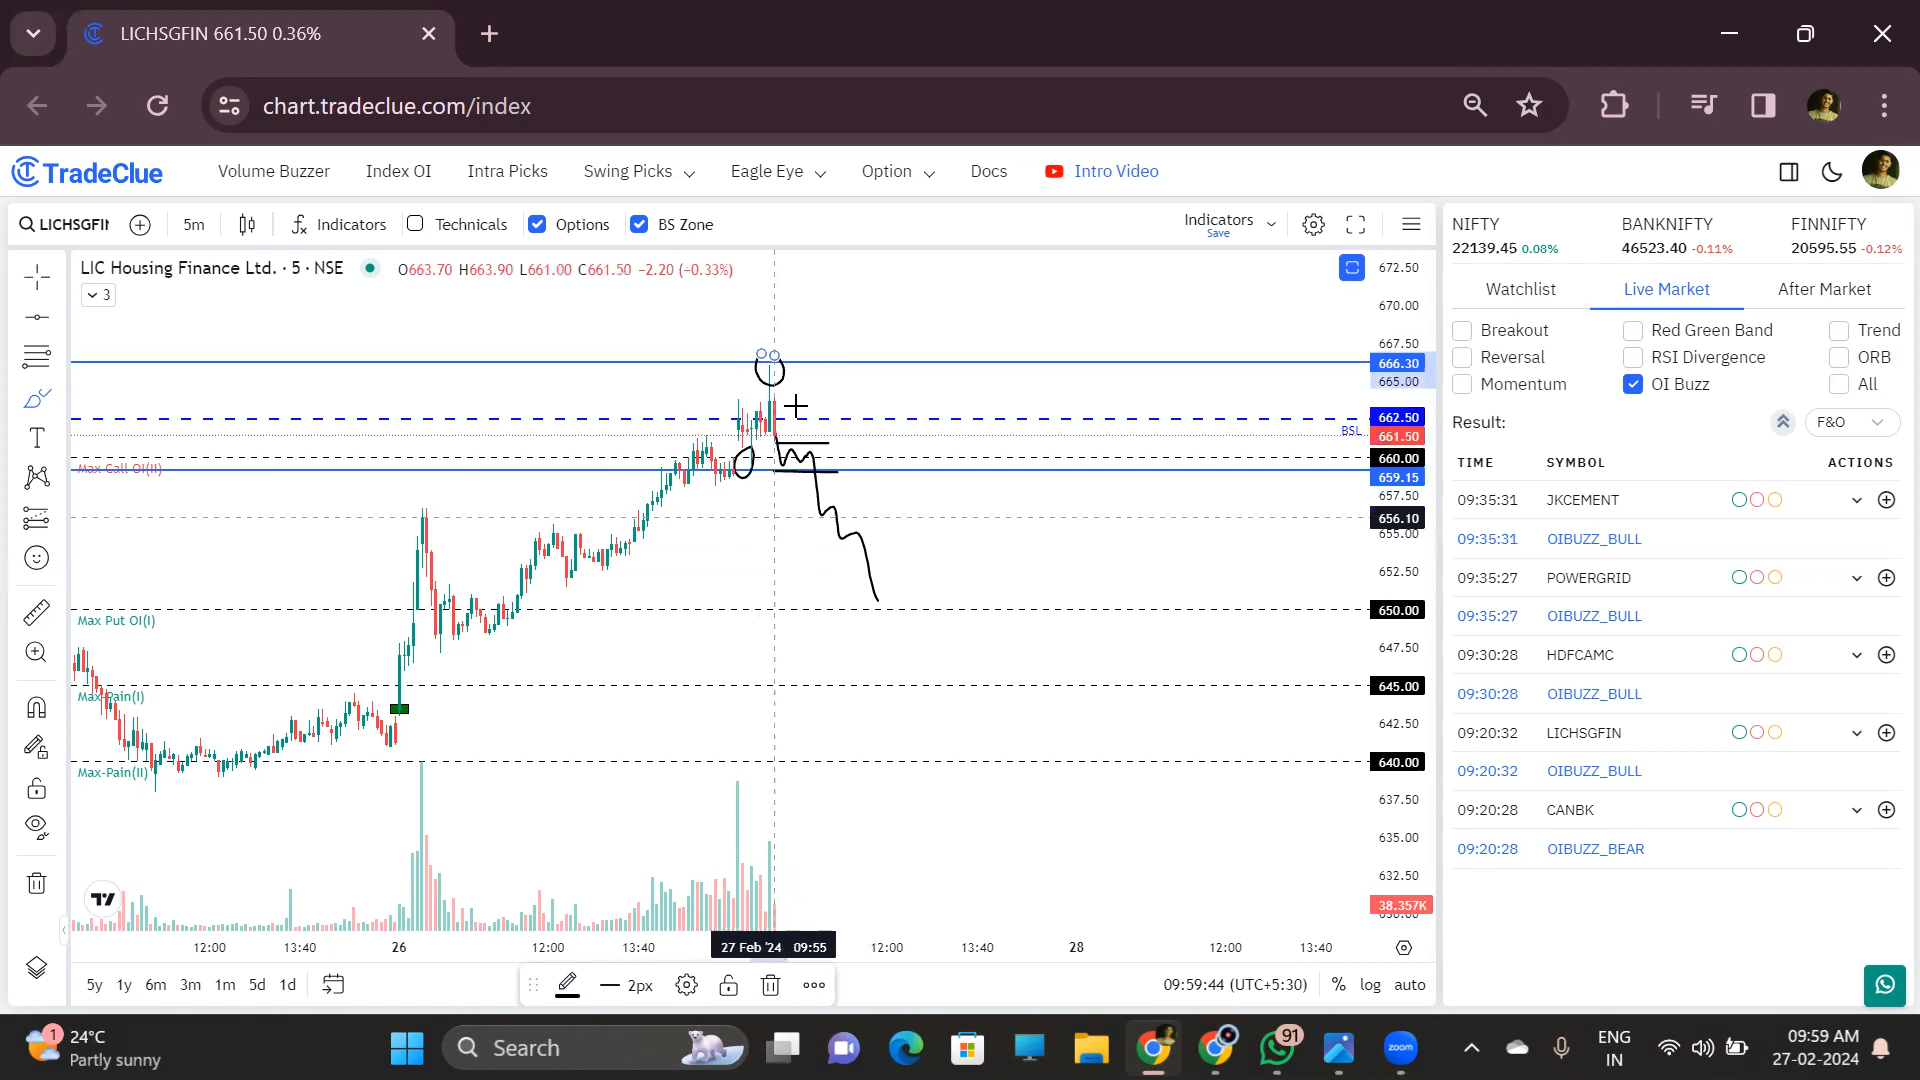 LICHSGFIN 661.50 0.36%
chart.tradeclue.com/index
TradeClue
Volume Buzzer
Index OI
Intra Picks
Swing Picks
Eagle Eye
Option
Docs
Intro Video
LICHSGFI
5m
Indicators
Technicals
Options
BS Zone
Indicators
Save
NIFTY
22139.45 0.08%
BANKNIFTY
46523.40 -0.11%
FINNIFTY
20595.55 -0.12%
LIC Housing Finance Ltd. · 5 · NSE
O663.70 H663.90 L661.00 C661.50 −2.20 (−0.33%)
3
Watchlist
Live Market
After Market
Breakout
Red Green Band
Trend
Reversal
RSI Divergence
ORB
Momentum
OI Buzz
All
Result:
F&O
TIME
SYMBOL
ACTIONS
09:35:31
JKCEMENT
09:35:31
OIBUZZ_BULL
09:35:27
POWERGRID
09:35:27
OIBUZZ_BULL
09:30:28
HDFCAMC
09:30:28
OIBUZZ_BULL
09:20:32
LICHSGFIN
09:20:32
OIBUZZ_BULL
09:20:28
CANBK
09:20:28
OIBUZZ_BEAR
672.50
670.00
667.50
666.30
665.00
662.50
BSL
661.50
660.00
659.15
657.50
656.10
655.00
652.50
650.00
647.50
645.00
642.50
640.00
637.50
635.00
632.50
38.357K
630.00
Max Call OI(II)
Max Put OI(I)
Max-Pain(I)
Max-Pain(II)
12:00
13:40
26
12:00
13:40
27 Feb '24 09:55
12:00
13:40
28
12:00
13:40
5y
1y
6m
3m
1m
5d
1d
2px
09:59:44 (UTC+5:30)
%
log
auto
1
24°C
Partly sunny
Search
91
zoom
ENG
IN
09:59 AM
27-02-2024